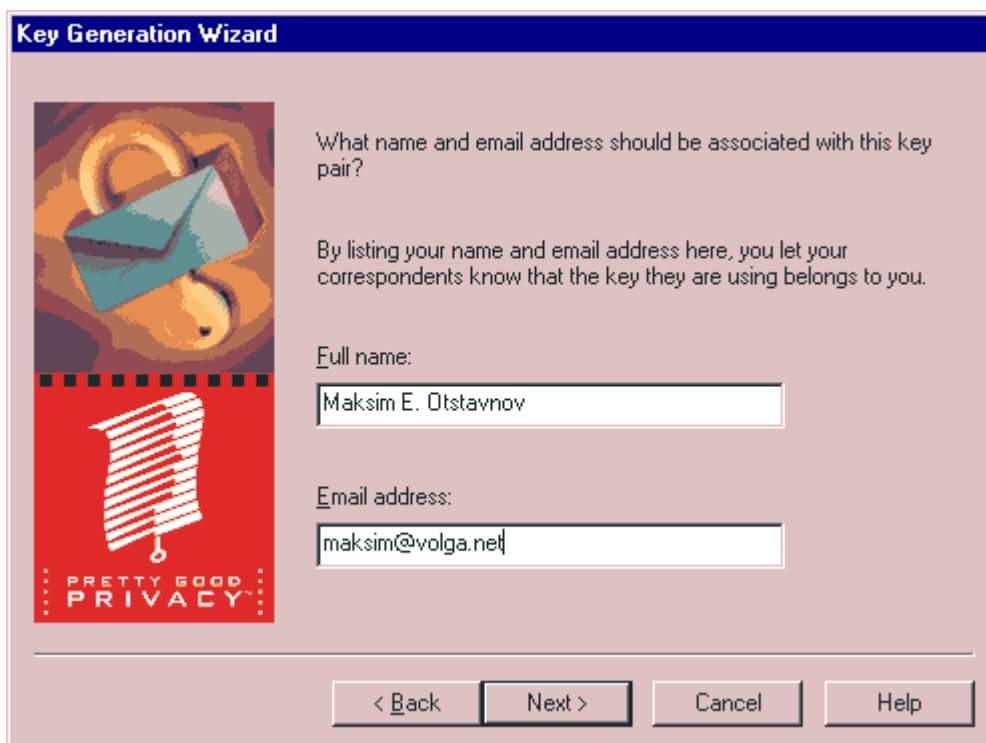 Key Generation Wizard
What name and email address should be associated with this key
pair?
By listing your name and email address here, you let your
correspondents know that the key they are using belongs to you.
Full name:
Maksim E. Otstavnov
Email address:
maksim@volga.net
PRETTY GOOD
PRIVACY™
< Back
Next >
Cancel
Help